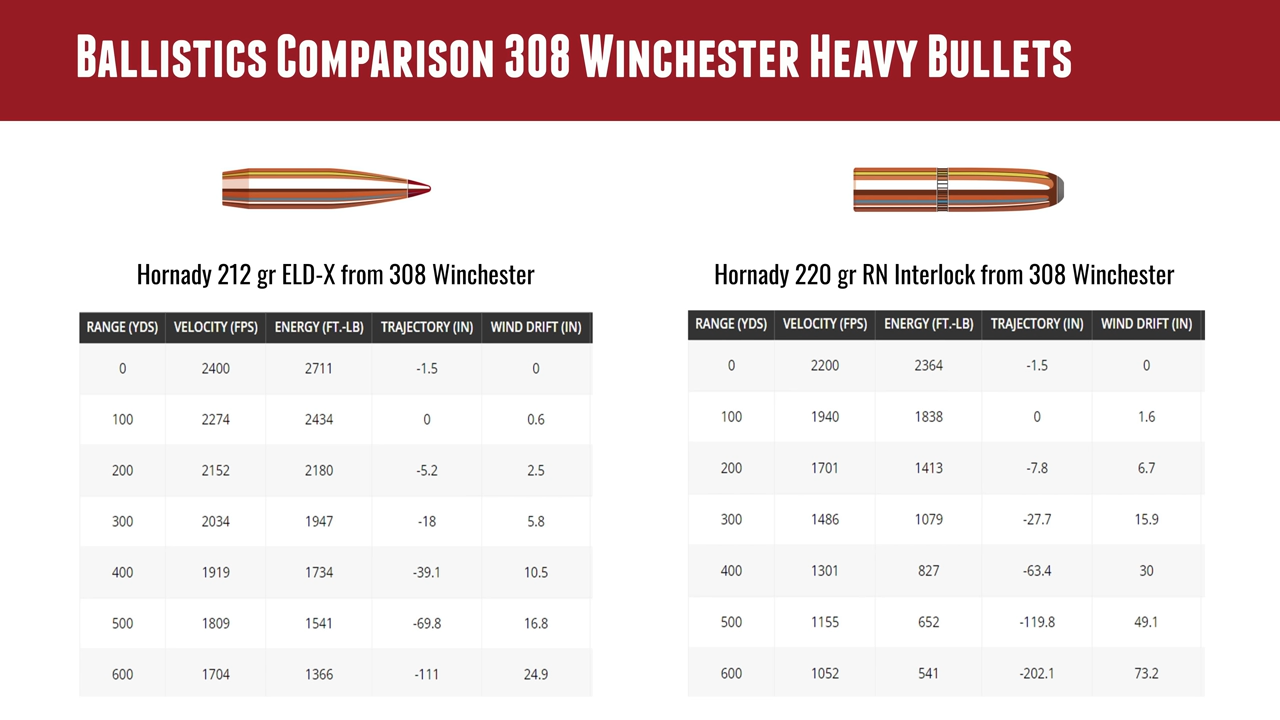 Ballistics Comparison 308 Winchester Heavy Bullets
Hornady 212 gr ELD-X from 308 Winchester
RANGE (YDS) VELOCITY (FPS) ENERGY (FT.-LB) TRAJECTORY (IN) WIND DRIFT (IN)
0 2400 2711 -1.5 0
100 2274 2434 0 0.6
200 2152 2180 -5.2 2.5
300 2034 1947 -18 5.8
400 1919 1734 -39.1 10.5
500 1809 1541 -69.8 16.8
600 1704 1366 -111 24.9
Hornady 220 gr RN Interlock from 308 Winchester
RANGE (YDS) VELOCITY (FPS) ENERGY (FT.-LB) TRAJECTORY (IN) WIND DRIFT (IN)
0 2200 2364 -1.5 0
100 1940 1838 0 1.6
200 1701 1413 -7.8 6.7
300 1486 1079 -27.7 15.9
400 1301 827 -63.4 30
500 1155 652 -119.8 49.1
600 1052 541 -202.1 73.2